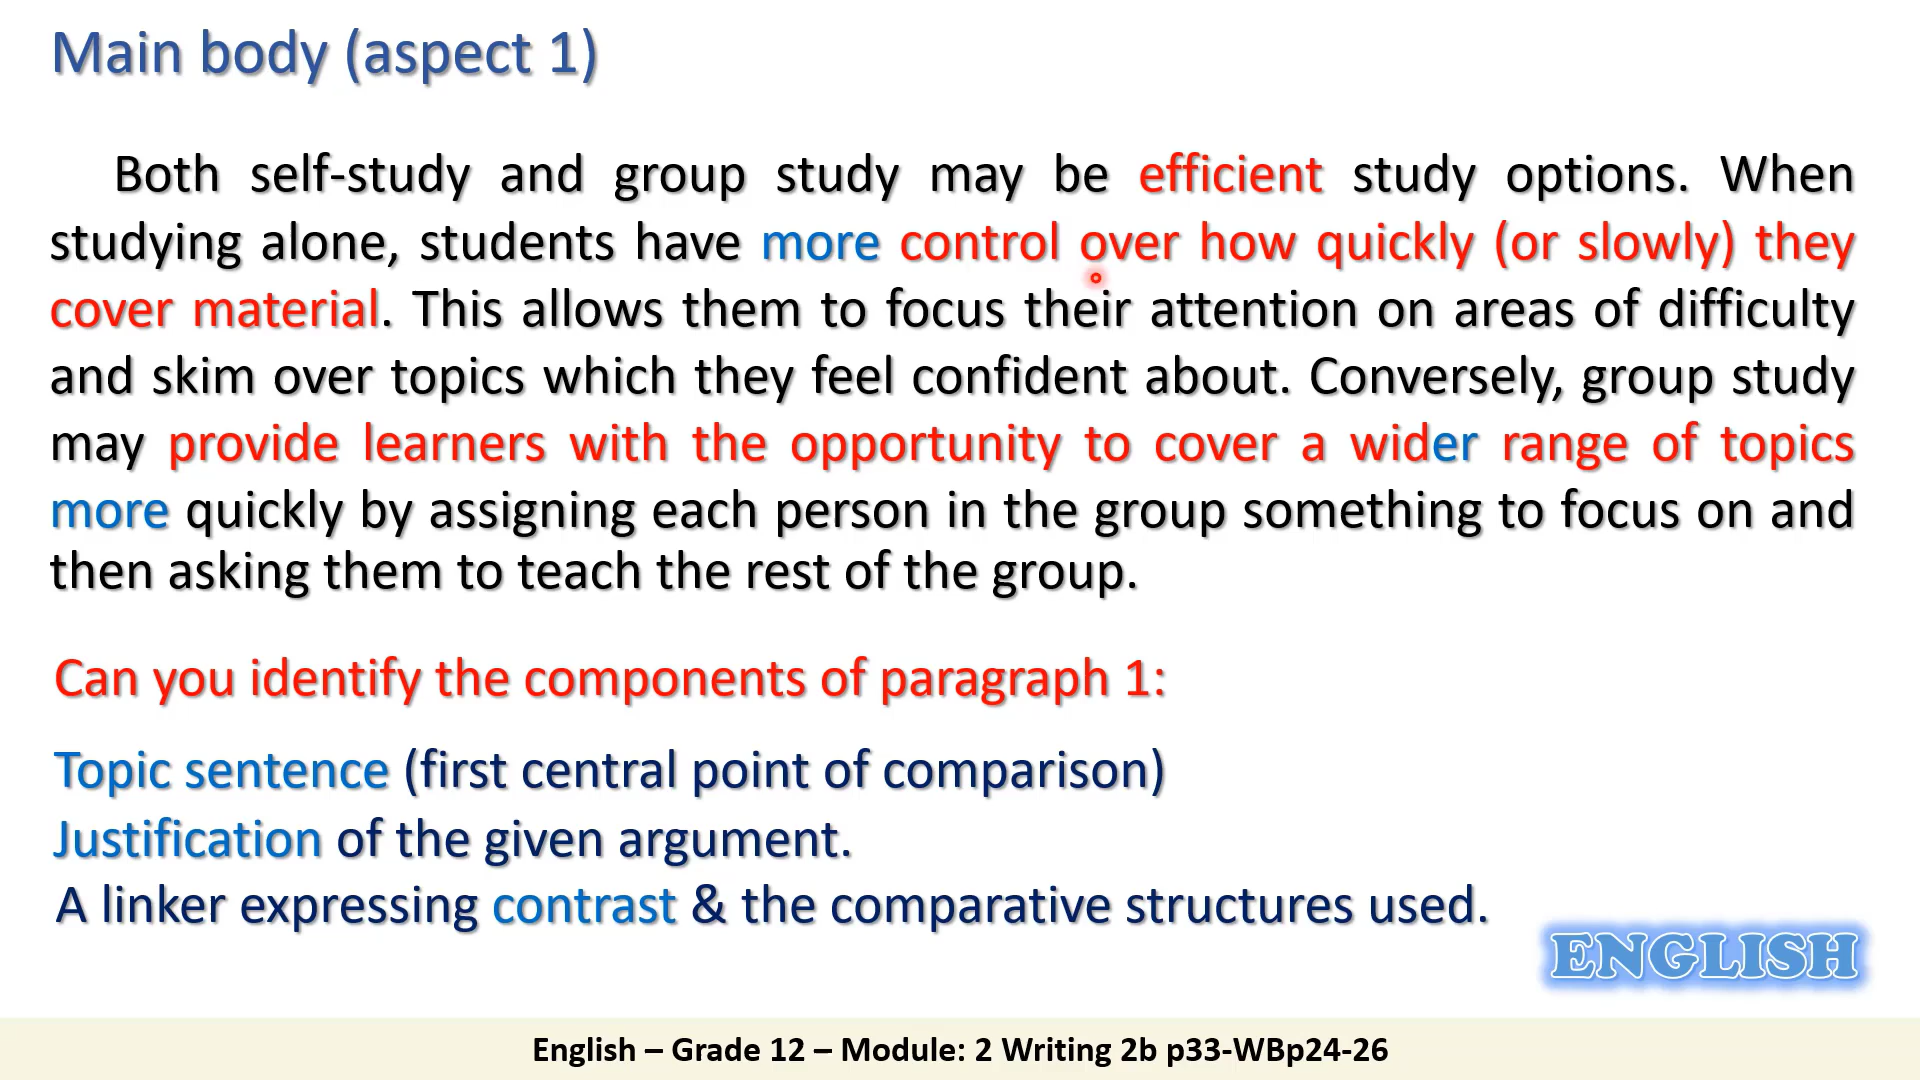 Main body (aspect 1)
Both self-study and group study may be efficient study options. When
studying alone, students have more control over how quickly (or slowly) they
cover material. This allows them to focus their attention on areas of difficulty
and skim over topics which they feel confident about. Conversely, group study
may provide learners with the opportunity to cover a wider range of topics
more quickly by assigning each person in the group something to focus on and
then asking them to teach the rest of the group.
Can you identify the components of paragraph 1:
Topic sentence (first central point of comparison)
Justification of the given argument.
A linker expressing contrast & the comparative structures used.
ENGLISH
English – Grade 12 – Module: 2 Writing 2b p33-WBp24-26